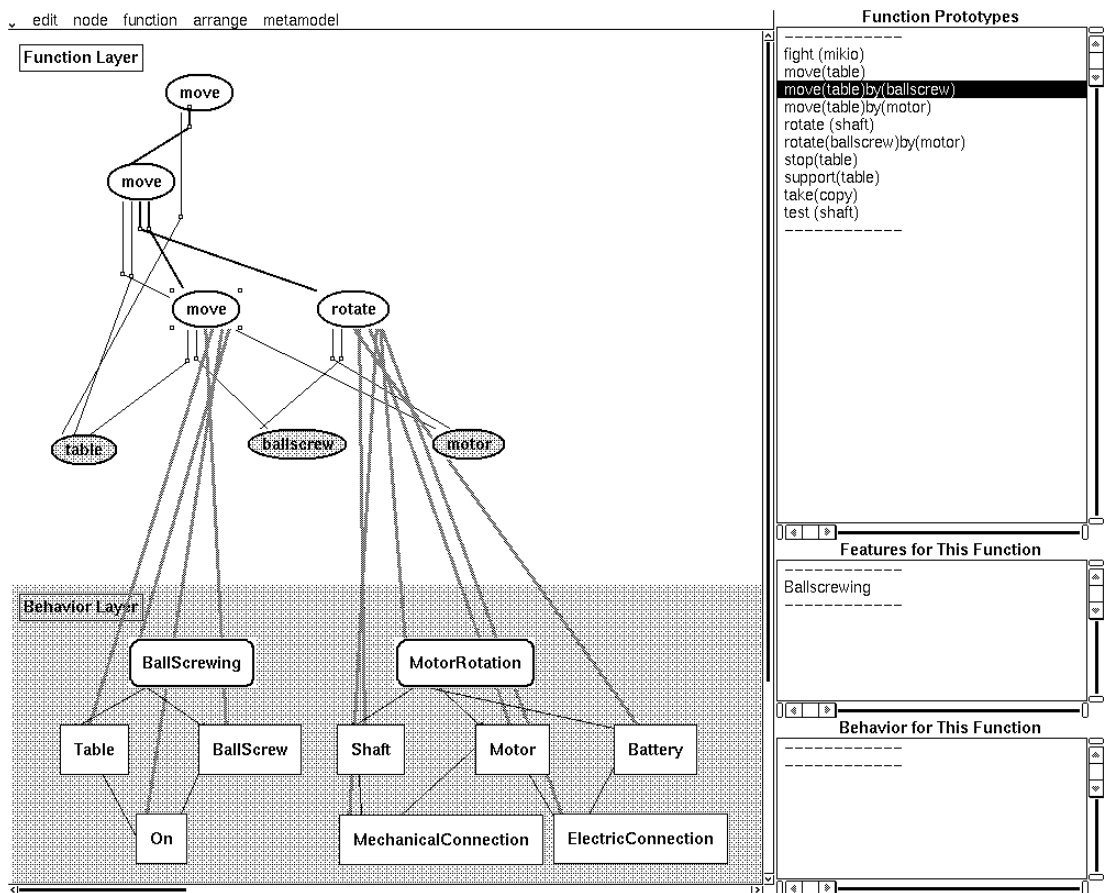 edit node function arrange metamodel
Function Layer
move
move
move
rotate
table
ballscrew
motor
Behavior Layer
BallScrewing
MotorRotation
Table
BallScrew
Shaft
Motor
Battery
On
MechanicalConnection
ElectricConnection
Function Prototypes
-------------
fight (mikio)
move(table)
move(table)by(ballscrew)
move(table)by(motor)
rotate (shaft)
rotate(ballscrew)by(motor)
stop(table)
support(table)
take(copy)
test (shaft)
-------------
Features for This Function
-------------
Ballscrewing
-------------
Behavior for This Function
-------------
-------------